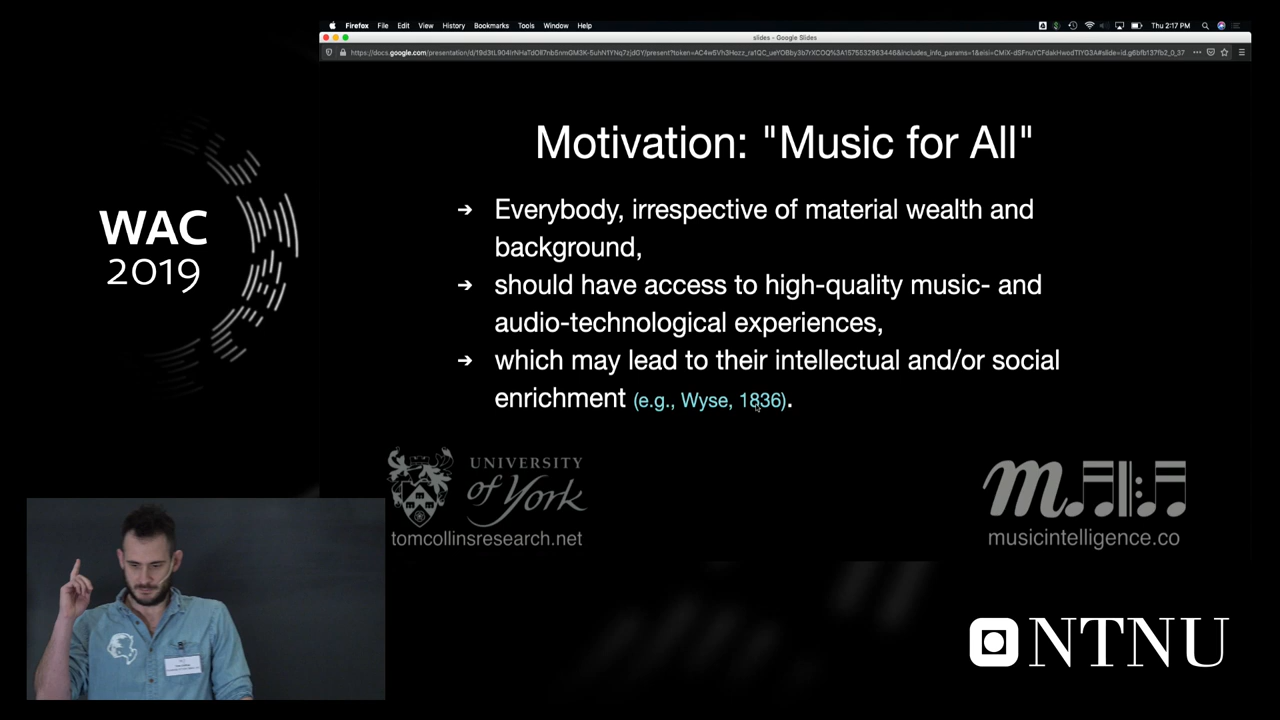 Firefox File Edit View History Bookmarks Tools Window Help
Thu 2:17 PM
slides - Google Slides
Motivation: "Music for All"
➔ Everybody, irrespective of material wealth and
background,
➔ should have access to high-quality music- and
audio-technological experiences,
➔ which may lead to their intellectual and/or social
enrichment (e.g., Wyse, 1836).
WAC
2019
UNIVERSITY
of York
tomcollinsresearch.net
musicintelligence.co
NTNU